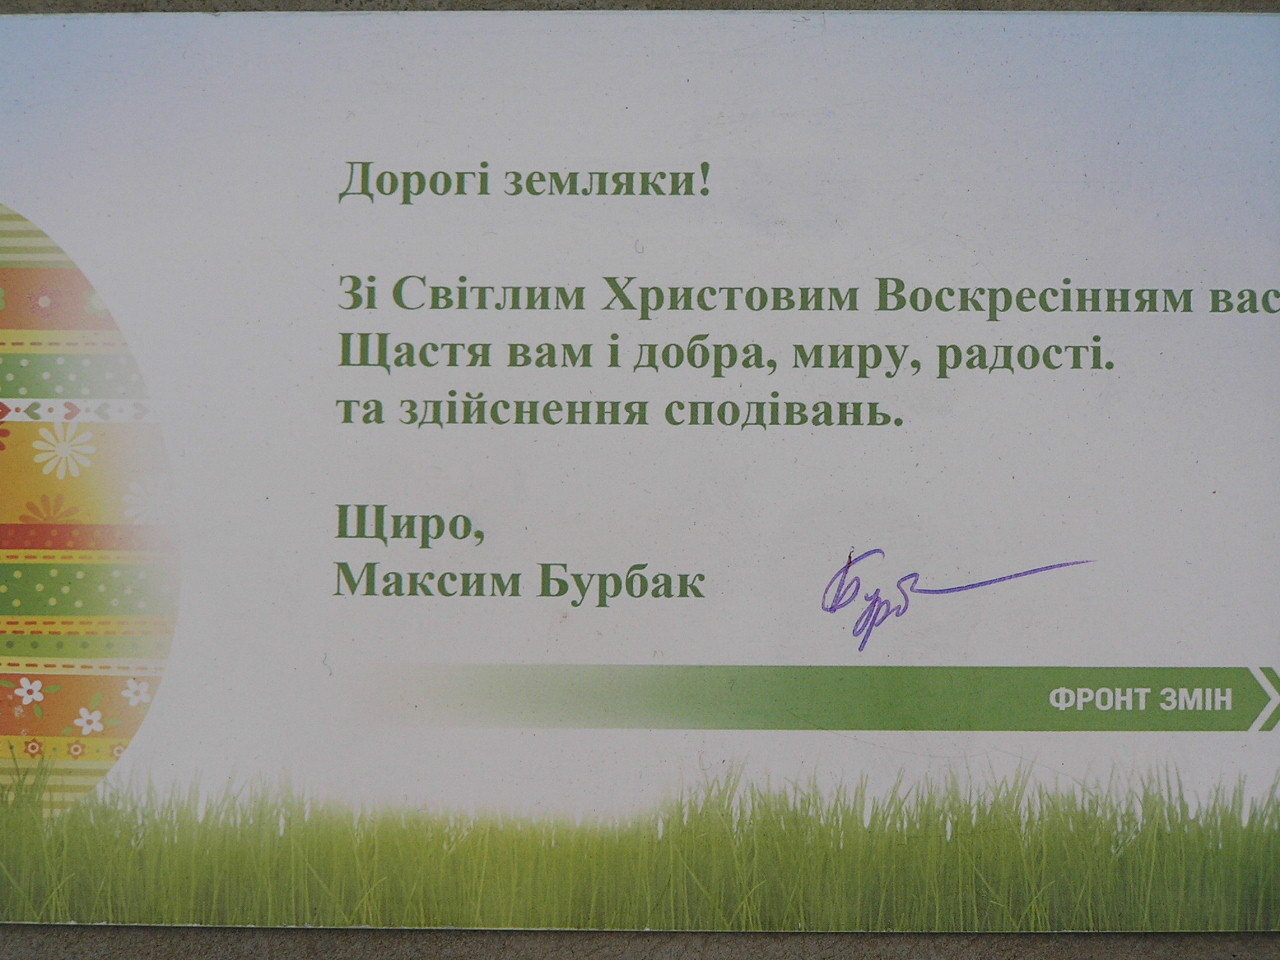 Дорогі земляки!
Зі Світлим Христовим Воскресінням вас
Щастя вам і добра, миру, радості.
та здійснення сподівань.
Щиро,
Максим Бурбак
ФРОНТ ЗМІН